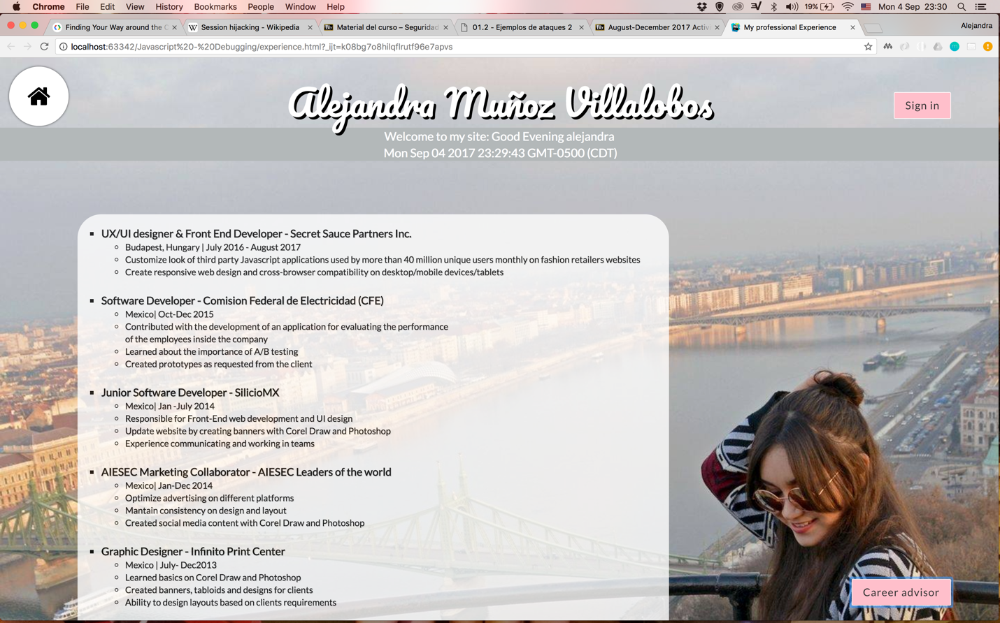 Chrome File Edit View History Bookmarks People Window Help 19% Mon 4 Sep 23:30
Finding Your Way around the C Session hijacking - Wikipedia Material del curso – Seguridad 01.2 - Ejemplos de ataques 2 August-December 2017 Activi My professional Experience Alejandra
localhost:63342/Javascript%20-%20Debugging/experience.html?_ijt=k08bg7o8hilqflrutf96e7apvs
Alejandra Muñoz Villalobos
Sign in
Welcome to my site: Good Evening alejandra
Mon Sep 04 2017 23:29:43 GMT-0500 (CDT)
UX/UI designer & Front End Developer - Secret Sauce Partners Inc.
Budapest, Hungary | July 2016 - August 2017
Customize look of third party Javascript applications used by more than 40 million unique users monthly on fashion retailers websites
Create responsive web design and cross-browser compatibility on desktop/mobile devices/tablets
Software Developer - Comision Federal de Electricidad (CFE)
Mexico| Oct-Dec 2015
Contributed with the development of an application for evaluating the performance
of the employees inside the company
Learned about the importance of A/B testing
Created prototypes as requested from the client
Junior Software Developer - SilicioMX
Mexico| Jan -July 2014
Responsible for Front-End web development and UI design
Update website by creating banners with Corel Draw and Photoshop
Experience communicating and working in teams
AIESEC Marketing Collaborator - AIESEC Leaders of the world
Mexico| Jan-Dec 2014
Optimize advertising on different platforms
Mantain consistency on design and layout
Created social media content with Corel Draw and Photoshop
Graphic Designer - Infinito Print Center
Mexico | July- Dec2013
Learned basics on Corel Draw and Photoshop
Created banners, tabloids and designs for clients
Ability to design layouts based on clients requirements
Career advisor